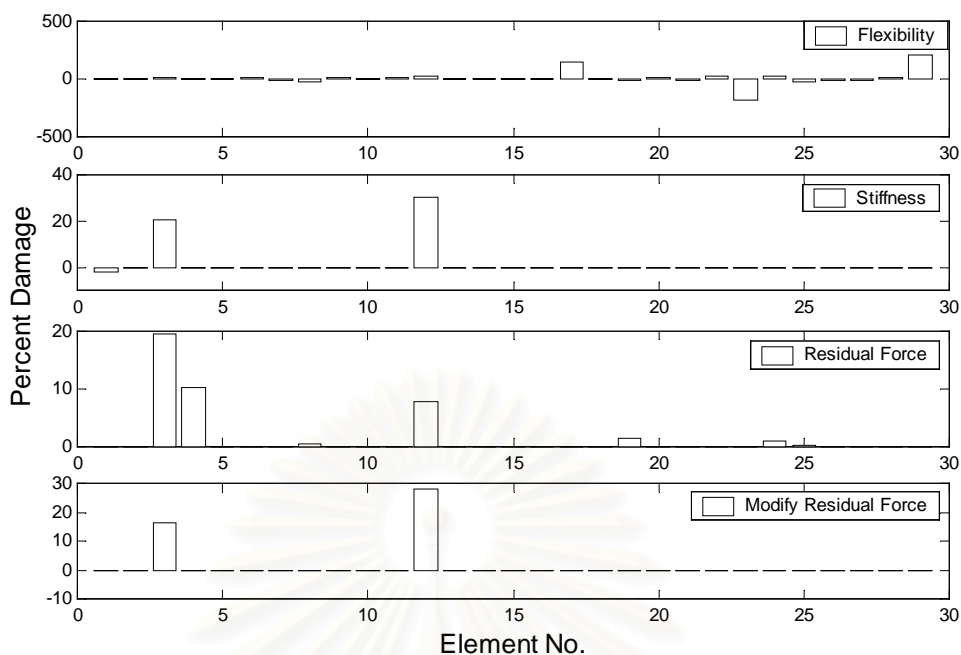 500
0
-500
Flexibility
0 5 10 15 20 25 30
40
20
0
Stiffness
0 5 10 15 20 25 30
20
10
0
Residual Force
0 5 10 15 20 25 30
30
20
10
0
-10
Modify Residual Force
0 5 10 15 20 25 30
Percent Damage
Element No.